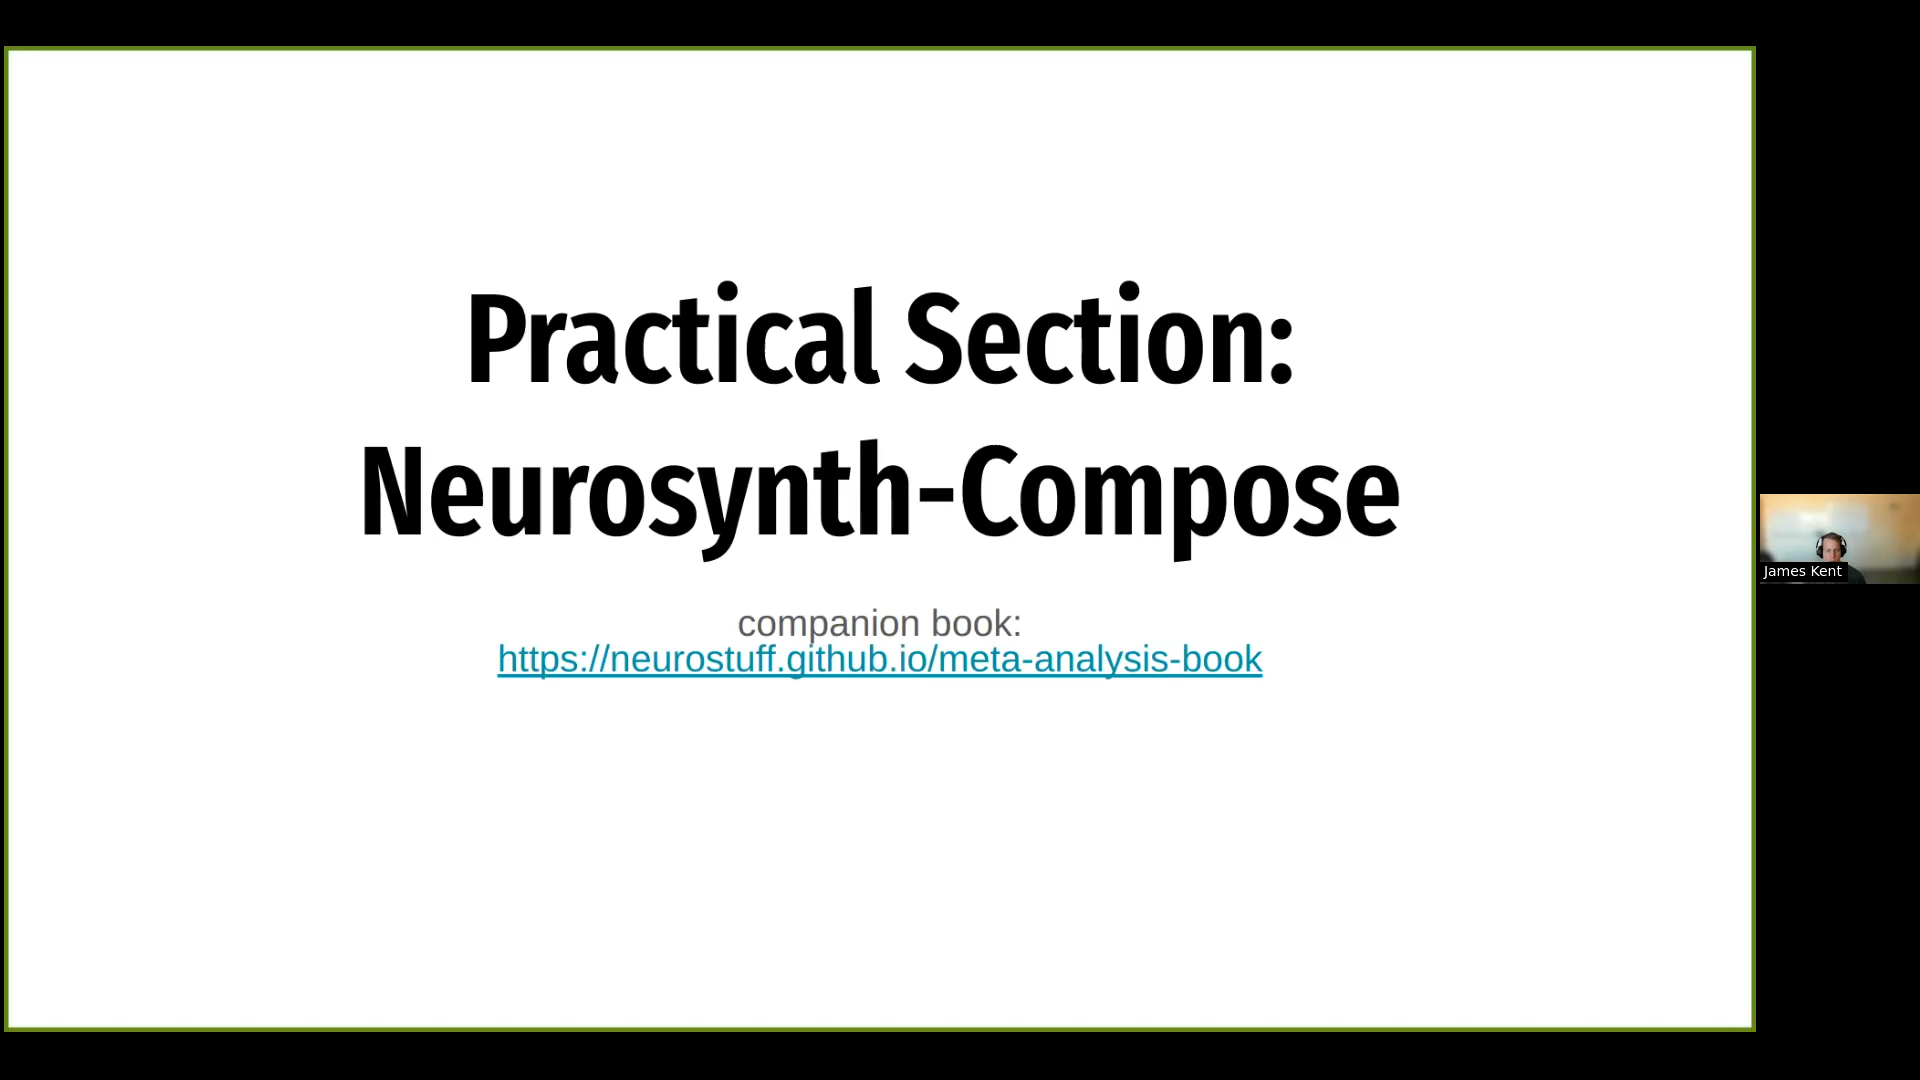 Practical Section:
Neurosynth-Compose
companion book:
https://neurostuff.github.io/meta-analysis-book
James Kent